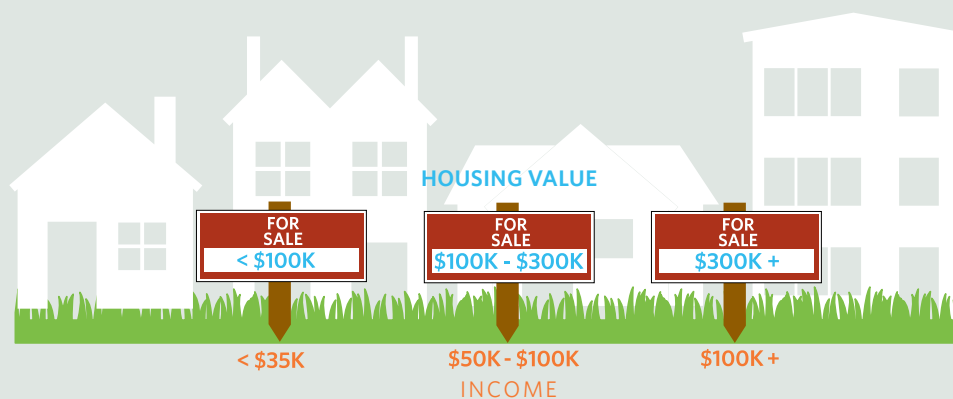 HOUSING VALUE
FOR
SALE
< $100K
FOR
SALE
$100K - $300K
FOR
SALE
$300K +
< $35K
$50K - $100K
$100K +
INCOME